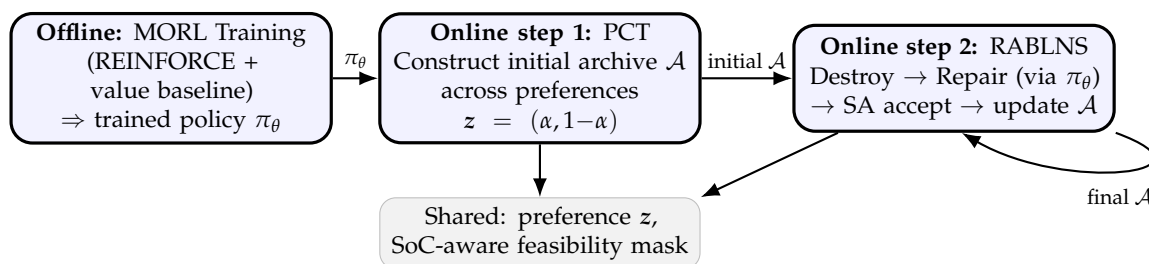 Offline: MORL Training
(REINFORCE +
value baseline)
⇒ trained policy π_θ
π_θ
Online step 1: PCT
Construct initial archive 𝒜
across preferences
z = (α, 1−α)
initial 𝒜
Online step 2: RABLNS
Destroy → Repair (via π_θ)
→ SA accept → update 𝒜
final 𝒜
Shared: preference z,
SoC-aware feasibility mask